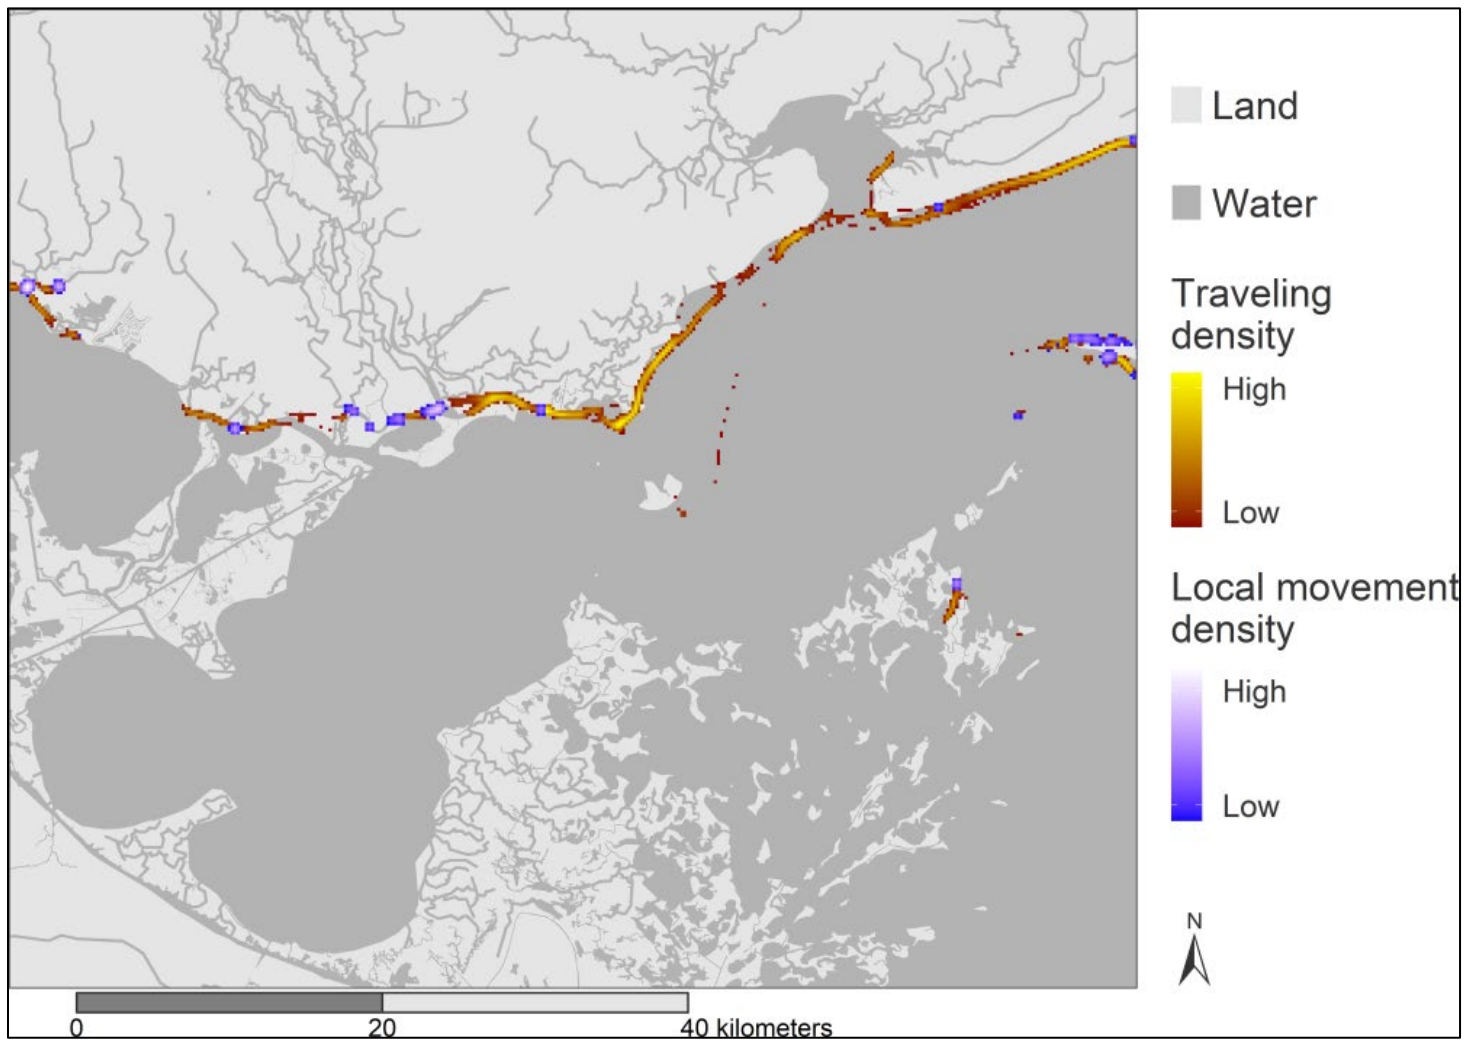 Land
Water
Traveling
density
High
Low
Local movement
density
High
Low
N
0 20 40 kilometers